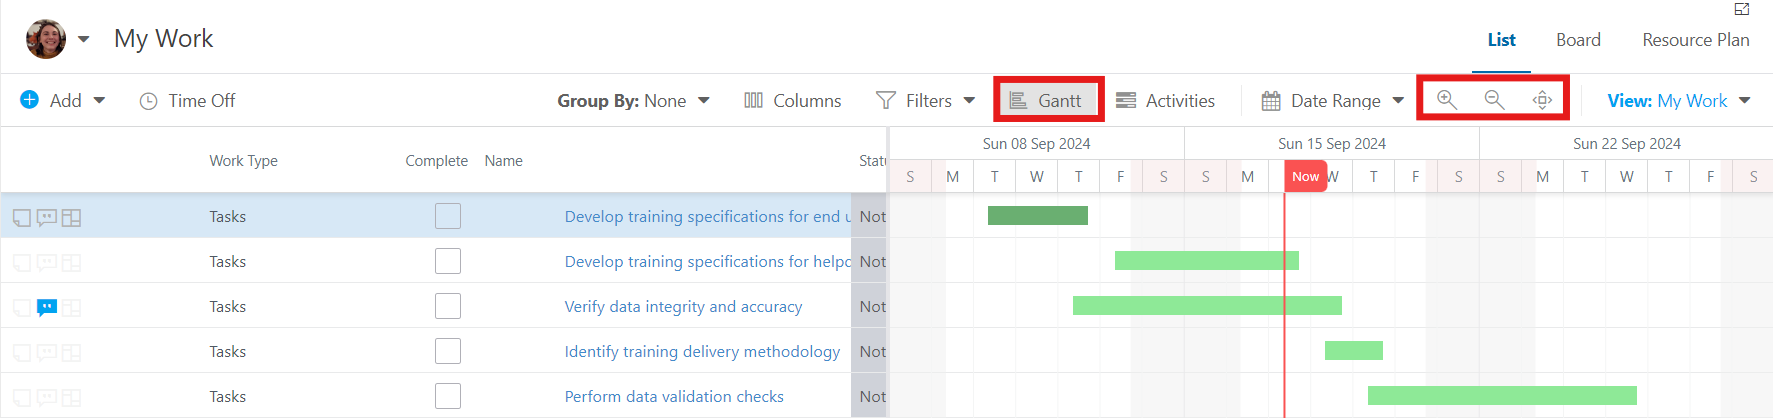 My Work
List Board Resource Plan
Add Time Off Group By: None Columns Filters Gantt Activities Date Range View: My Work
Sun 08 Sep 2024 Sun 15 Sep 2024 Sun 22 Sep 2024
Work Type Complete Name Statu
S M T W T F S S M Now W T F S S M T W T F S
Tasks Develop training specifications for end u Not
Tasks Develop training specifications for helpd Not
Tasks Verify data integrity and accuracy Not
Tasks Identify training delivery methodology Not
Tasks Perform data validation checks Not